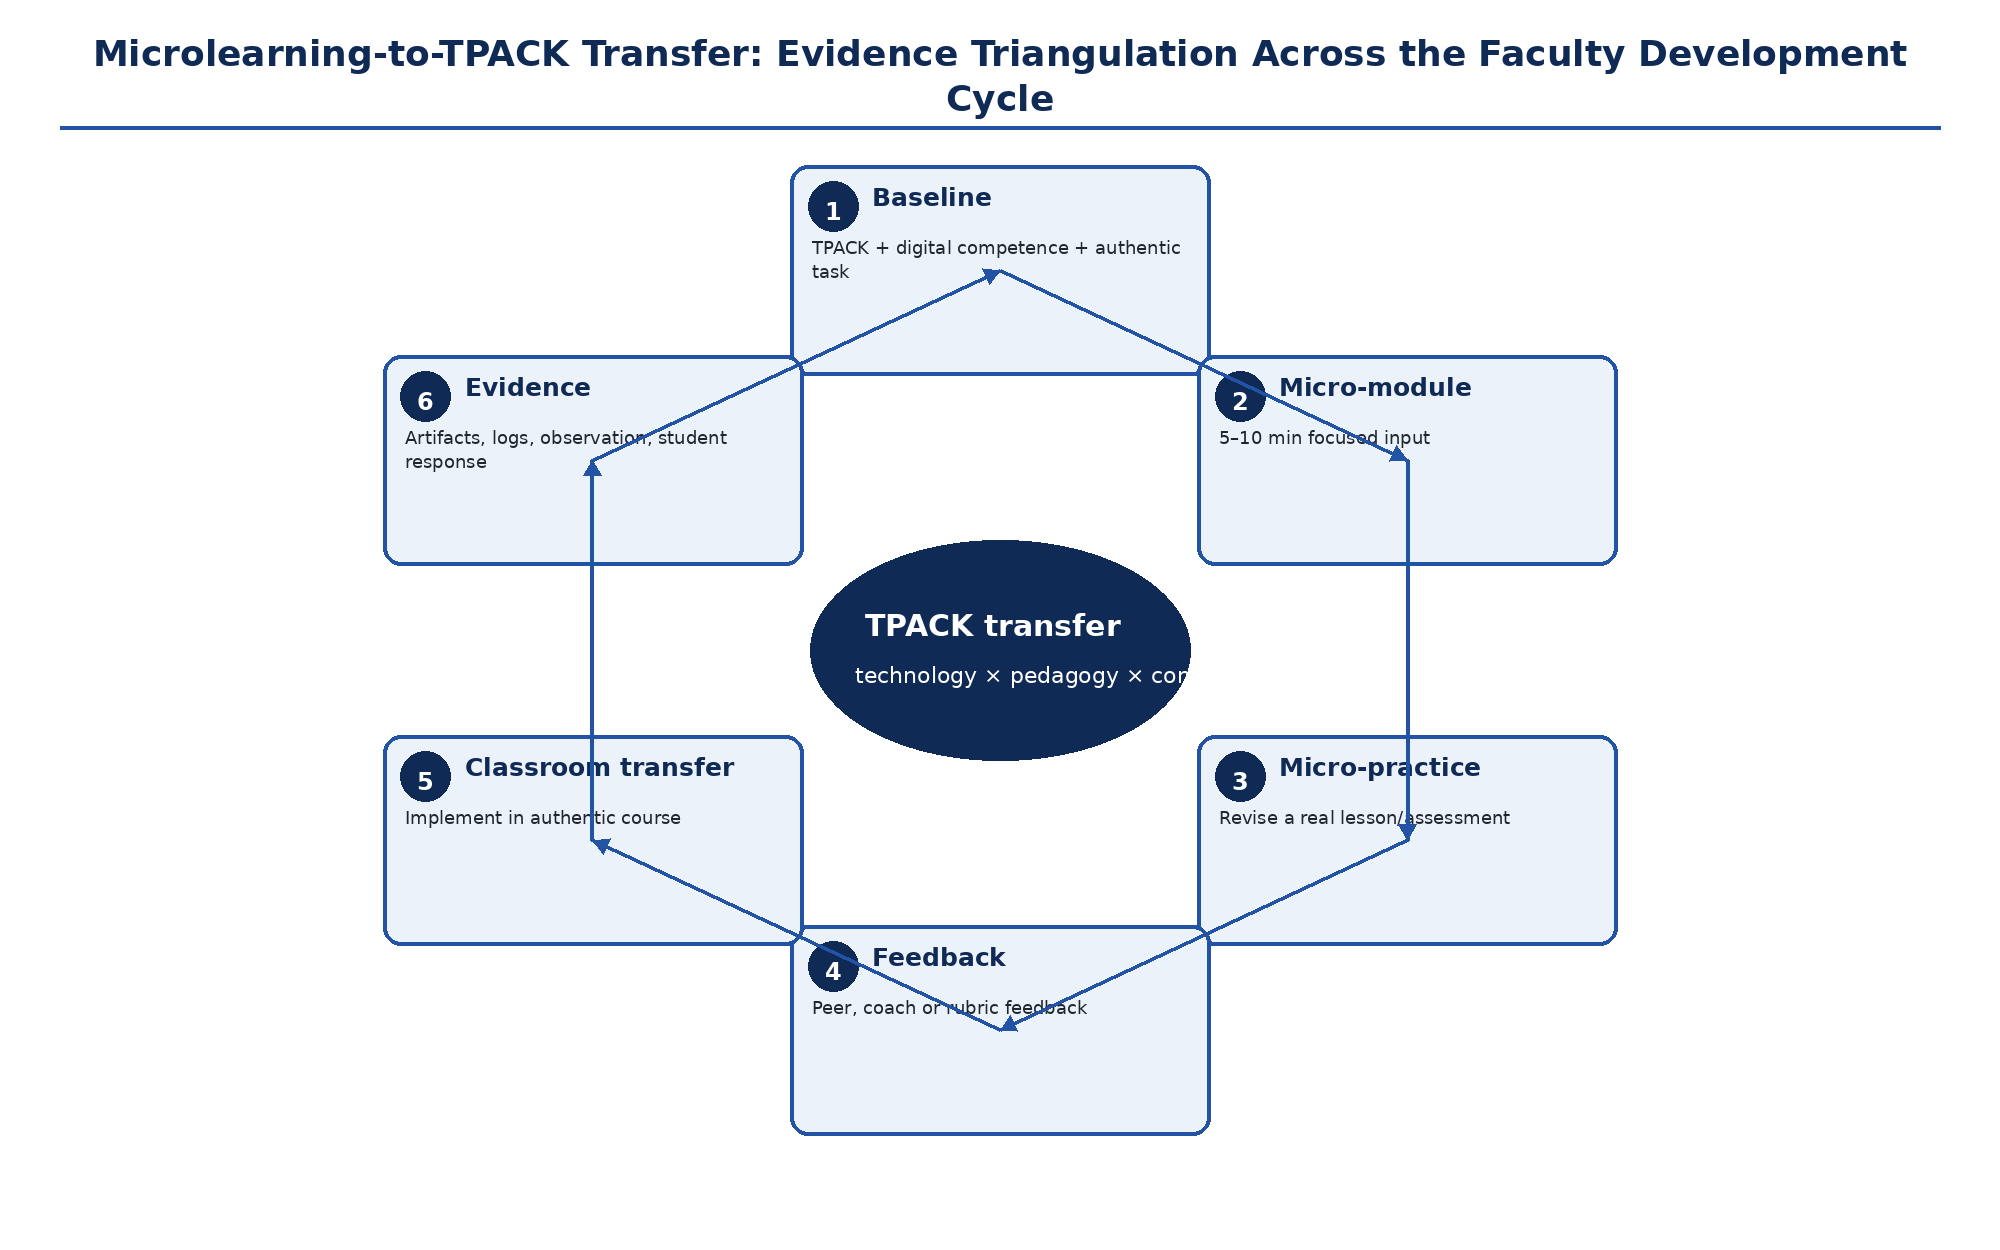 Microlearning-to-TPACK Transfer: Evidence Triangulation Across the Faculty Development
Cycle
1 Baseline
TPACK + digital competence + authentic
task
6 Evidence
Artifacts, logs, observation, student
response
2 Micro-module
5–10 min focused input
TPACK transfer
technology × pedagogy ×
5 Classroom transfer
Implement in authentic course
3 Micro-practice
Revise a real lesson/assessment
4 Feedback
Peer, coach or rubric feedback